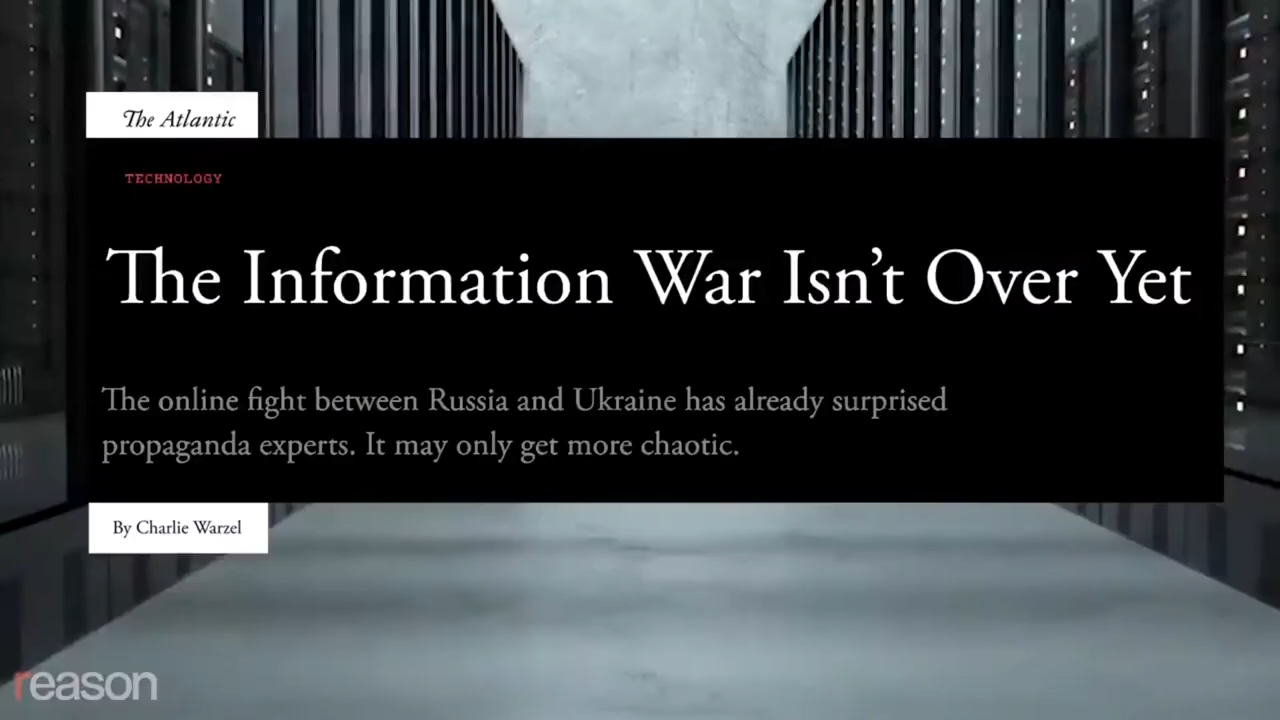 The Atlantic
TECHNOLOGY
The Information War Isn't Over Yet
The online fight between Russia and Ukraine has already surprised
propaganda experts. It may only get more chaotic.
By Charlie Warzel
reason